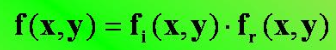 f(x,y) = fᵢ(x,y)·fᵣ(x,y)